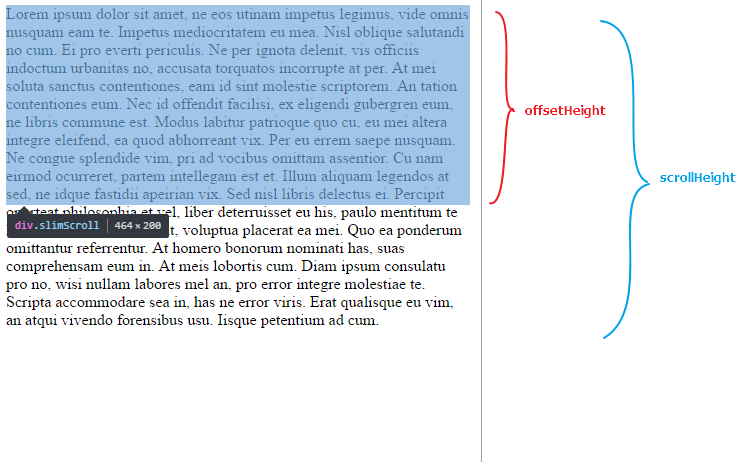 Lorem ipsum dolor sit amet, ne eos utinam impetus legimus, vide omnis
nusquam eam te. Impetus mediocritatem eu mea. Nisl oblique salutandi
no cum. Ei pro everti periculis. Ne per ignota delenit, vis officiis
indoctum urbanitas no, accusata torquatos incorrupte at per. At mei
soluta sanctus contentiones, eam id sint molestie scriptorem. An tation
contentiones eum. Nec id offendit facilisi, ex eligendi gubergren eum,
ne libris commune est. Modus labitur patrioque quo cu, eu mei altera
integre eleifend, ea quod abhorreant vix. Per eu errem saepe nusquam.
Ne congue splendide vim, pri ad vocibus omittam assentior. Cu nam
eirmod ocurreret, partem intellegam est et. Illum aliquam legendos at
sed, ne idque fastidii apeirian vix. Sed nisl libris delectus ei. Percipit
oporteat philosophia et vel, liber deterruisset eu his, paulo mentitum te
div.slimScroll 464 × 200
voluptua placerat ea mei. Quo ea ponderum
omittantur referrentur. At homero bonorum nominati has, suas
comprehensam eum in. At meis lobortis cum. Diam ipsum consulatu
pro no, wisi nullam labores mel an, pro error integre molestiae te.
Scripta accommodare sea in, has ne error viris. Erat qualisque eu vim,
an atqui vivendo forensibus usu. Iisque petentium ad cum.
offsetHeight
scrollHeight